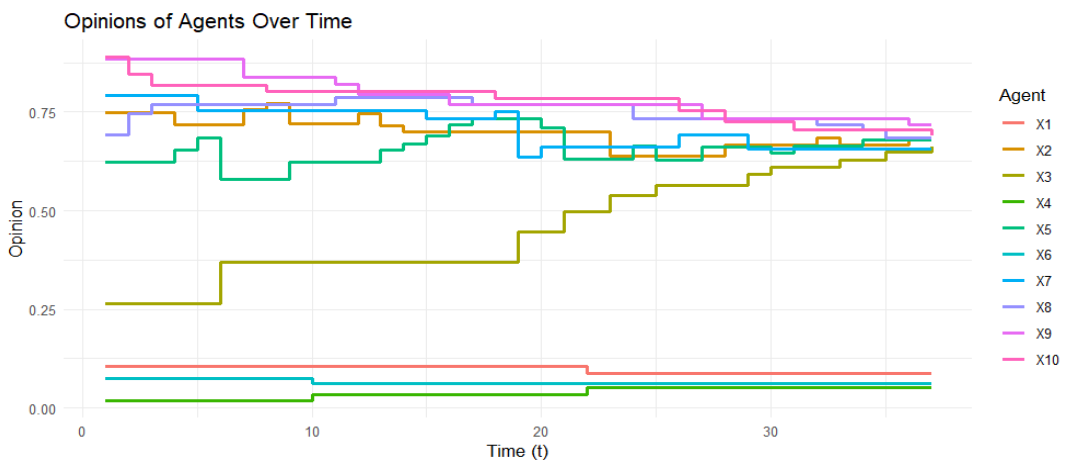 Opinions of Agents Over Time
Opinion
0.75
0.50
0.25
0.00
0 10 20 30
Time (t)
Agent
X1
X2
X3
X4
X5
X6
X7
X8
X9
X10